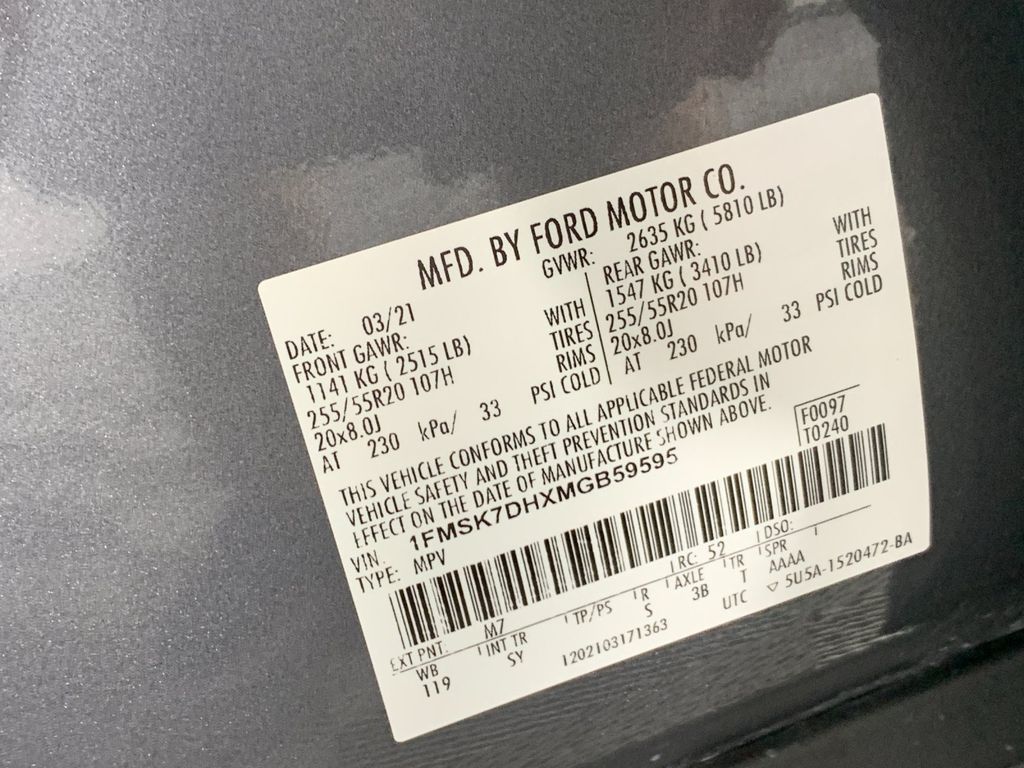 MFD. BY FORD MOTOR CO.
DATE: 03/21 GVWR: 2635 KG ( 5810 LB)
FRONT GAWR: REAR GAWR:
1141 KG ( 2515 LB) WITH 1547 KG ( 3410 LB) WITH
255/55R20 107H TIRES 255/55R20 107H TIRES
20x8.0J RIMS 20x8.0J RIMS
AT 230 kPa/ 33 PSI COLD AT 230 kPa/ 33 PSI COLD
THIS VEHICLE CONFORMS TO ALL APPLICABLE FEDERAL MOTOR
VEHICLE SAFETY AND THEFT PREVENTION STANDARDS IN
EFFECT ON THE DATE OF MANUFACTURE SHOWN ABOVE.
F0097
T0240
VIN: 1FMSK7DHXMGB59595
TYPE: MPV
EXT PNT: M7 RC: 52 DSO:
WB INT TR TP/PS R AXLE TR SPR
119 SY S 3B T AAAA
1202103171363 UTC ▽ 5U5A-1520472-BA